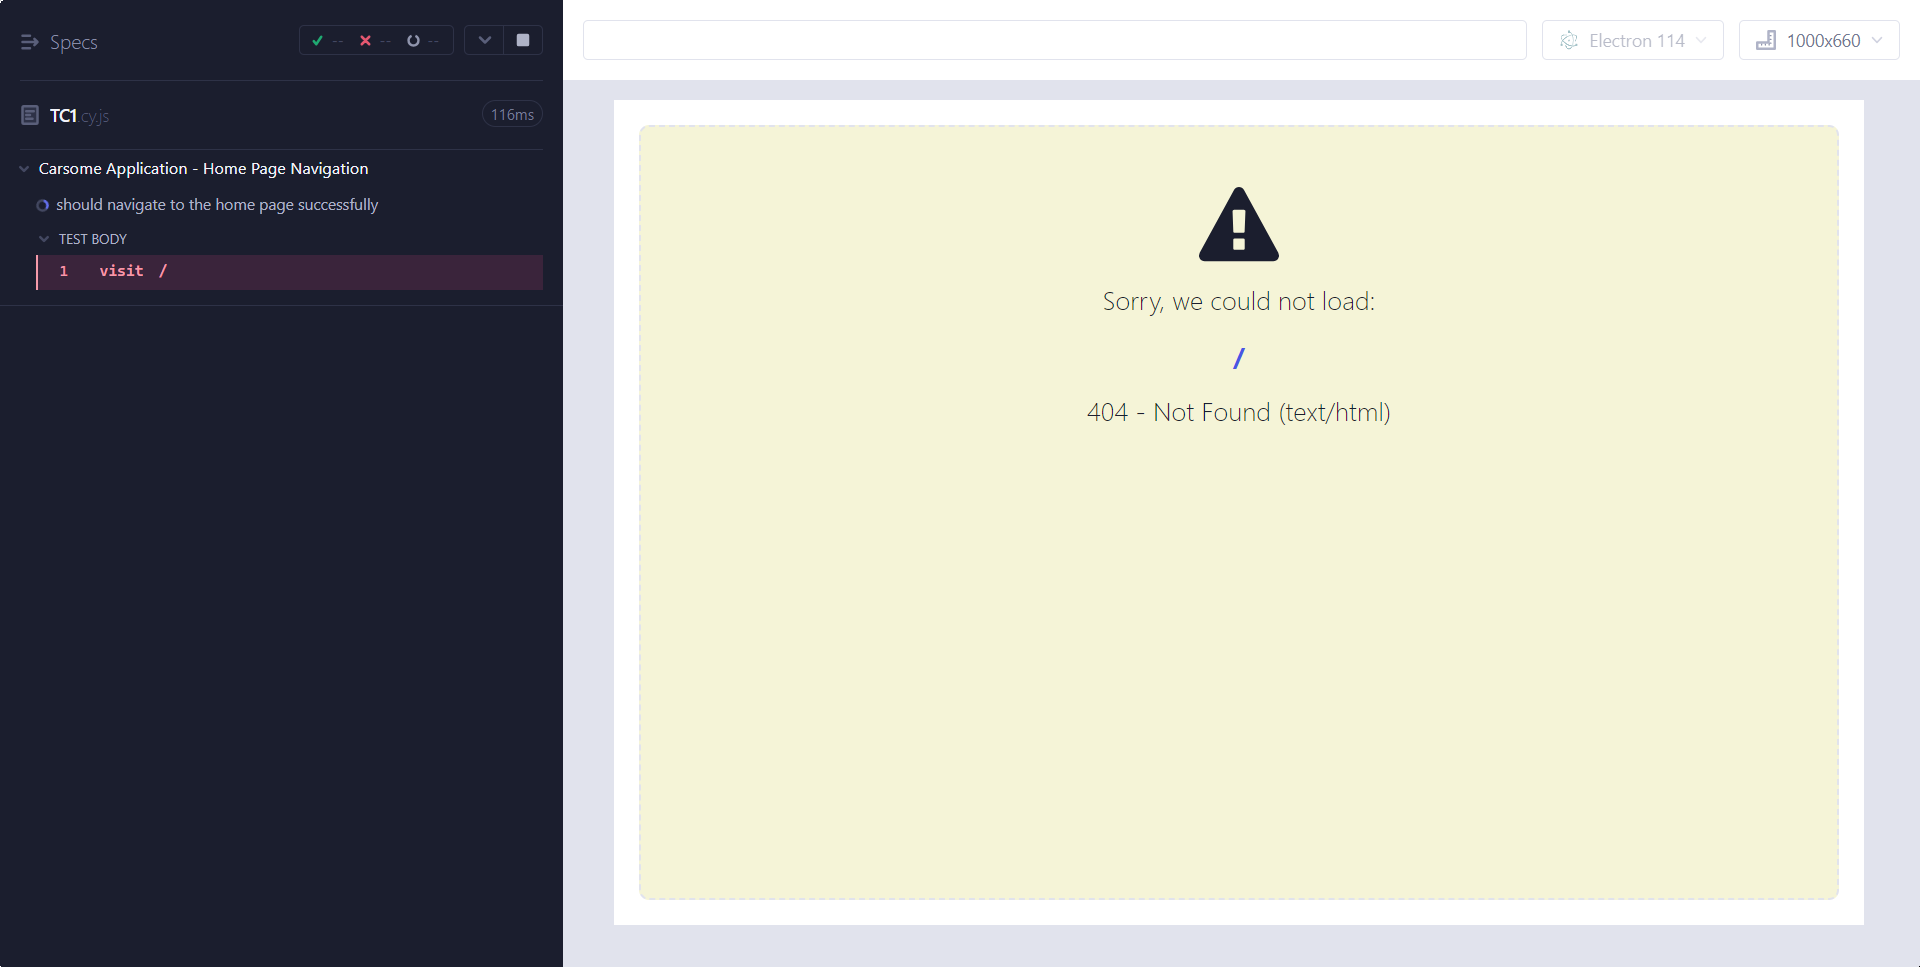 Specs
-- -- --
TC1.cy.js
116ms
Carsome Application - Home Page Navigation
should navigate to the home page successfully
TEST BODY
1 visit /
Electron 114
1000x660
Sorry, we could not load:
/
404 - Not Found (text/html)